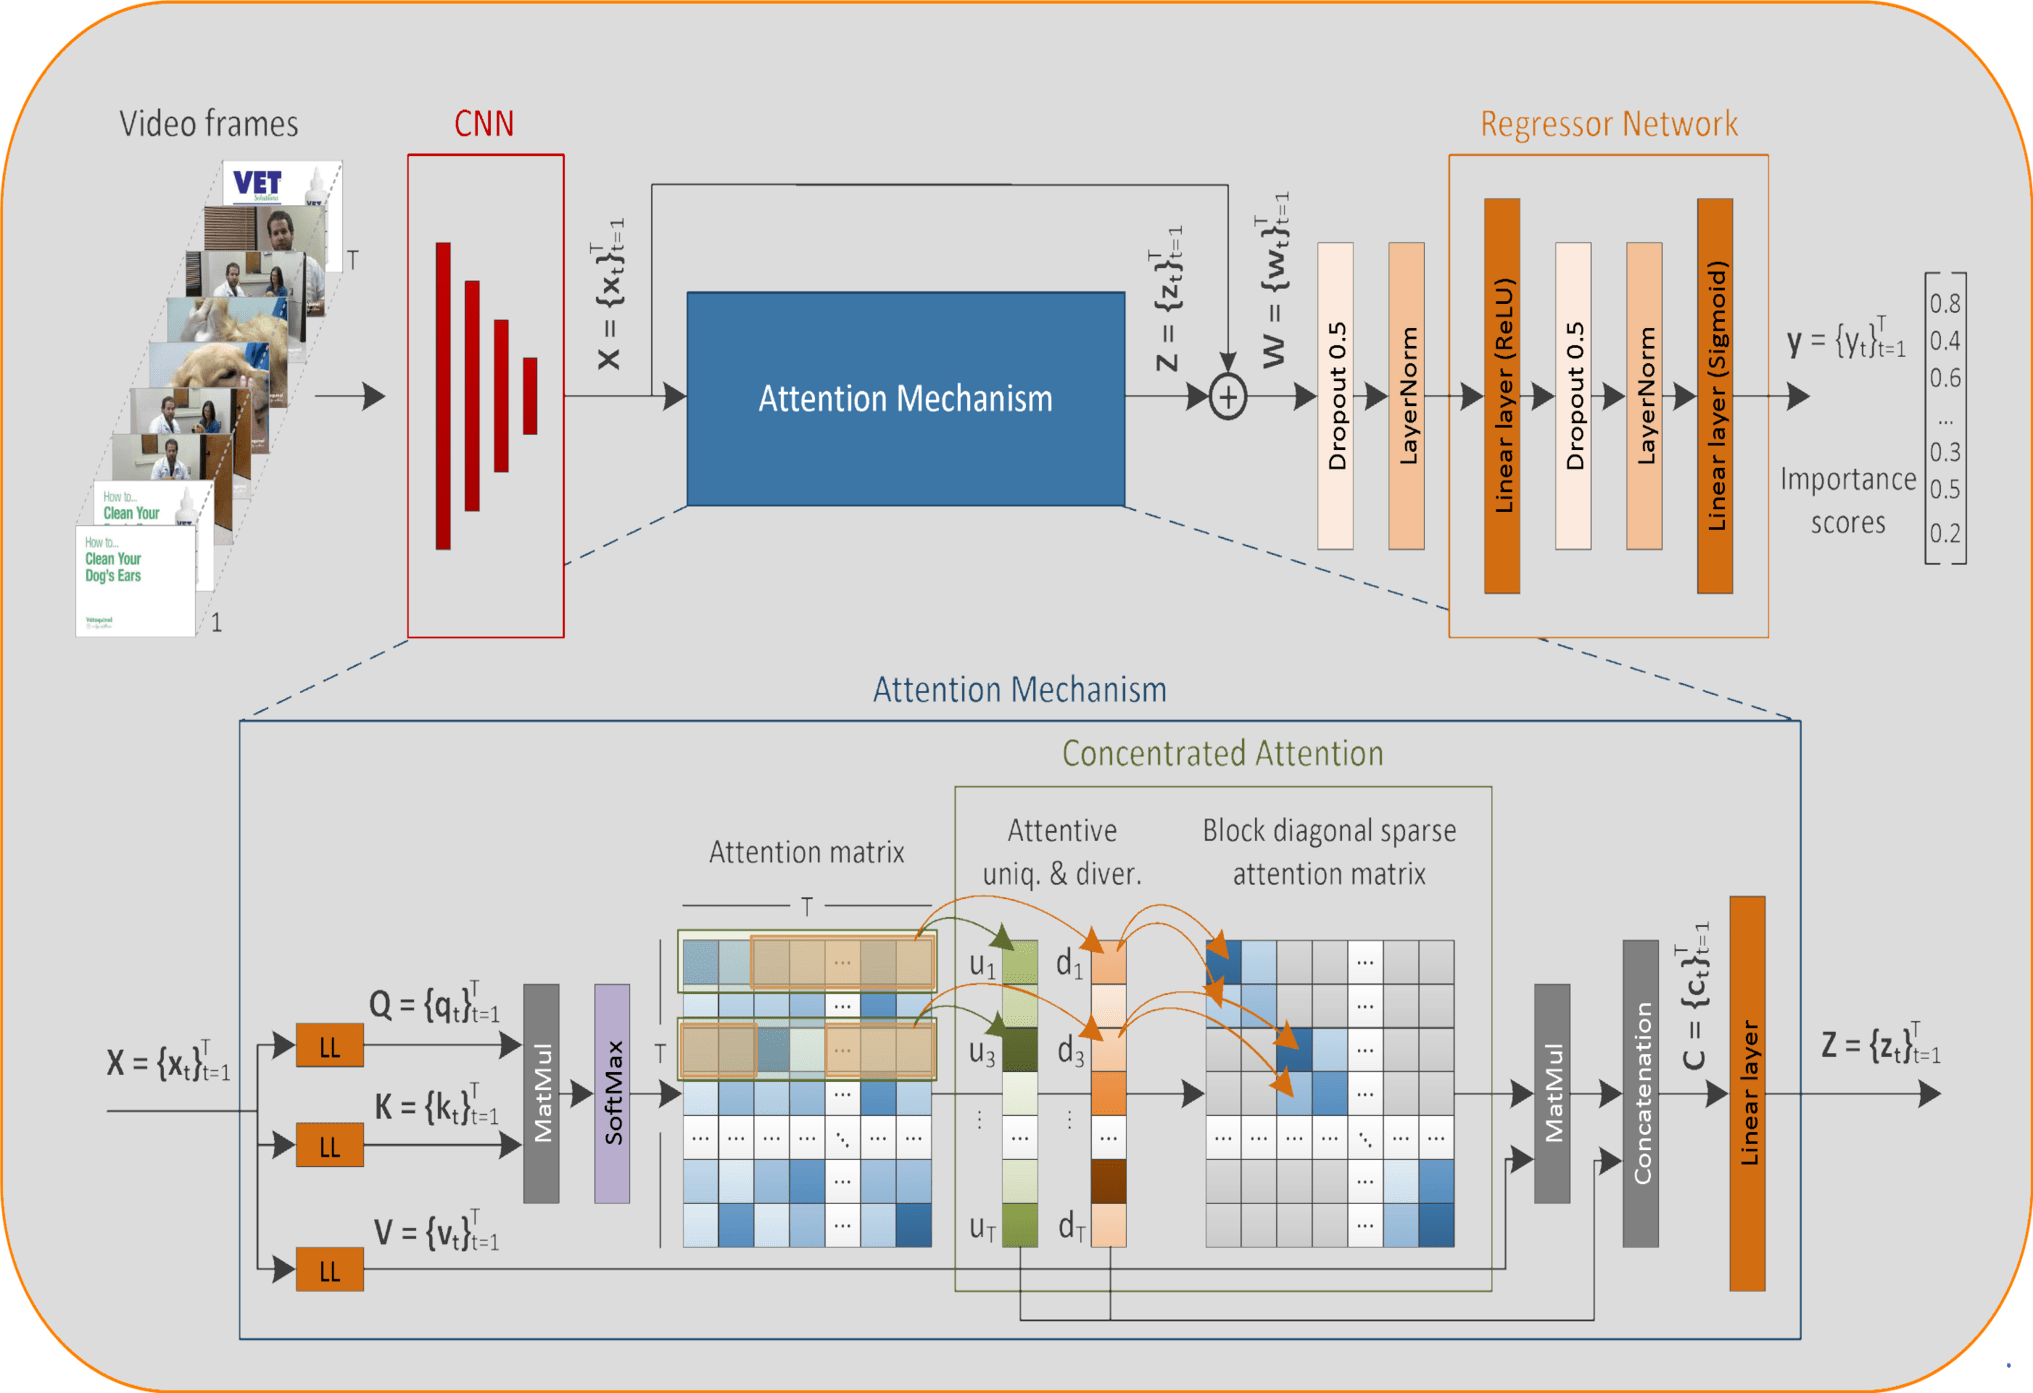 Video frames
CNN
Regressor Network
VET
Solutions
VET
T
How to...
Clean Your
How to...
Clean Your
Dog's Ears
Vétoquinol
1
X = {x_t}_{t=1}^T
Attention Mechanism
Z = {z_t}_{t=1}^T
+
W = {w_t}_{t=1}^T
Dropout 0.5
LayerNorm
Linear layer (ReLU)
Dropout 0.5
LayerNorm
Linear layer (Sigmoid)
y = {y_t}_{t=1}^T
Importance
scores
0.8
0.4
0.6
...
0.3
0.5
0.2
Attention Mechanism
Concentrated Attention
Attention matrix
Attentive
uniq. & diver.
Block diagonal sparse
attention matrix
T
T
X = {x_t}_{t=1}^T
LL
LL
LL
Q = {q_t}_{t=1}^T
K = {k_t}_{t=1}^T
V = {v_t}_{t=1}^T
MatMul
SoftMax
u_1
d_1
u_3
d_3
u_T
d_T
MatMul
Concatenation
C = {c_t}_{t=1}^T
Linear layer
Z = {z_t}_{t=1}^T